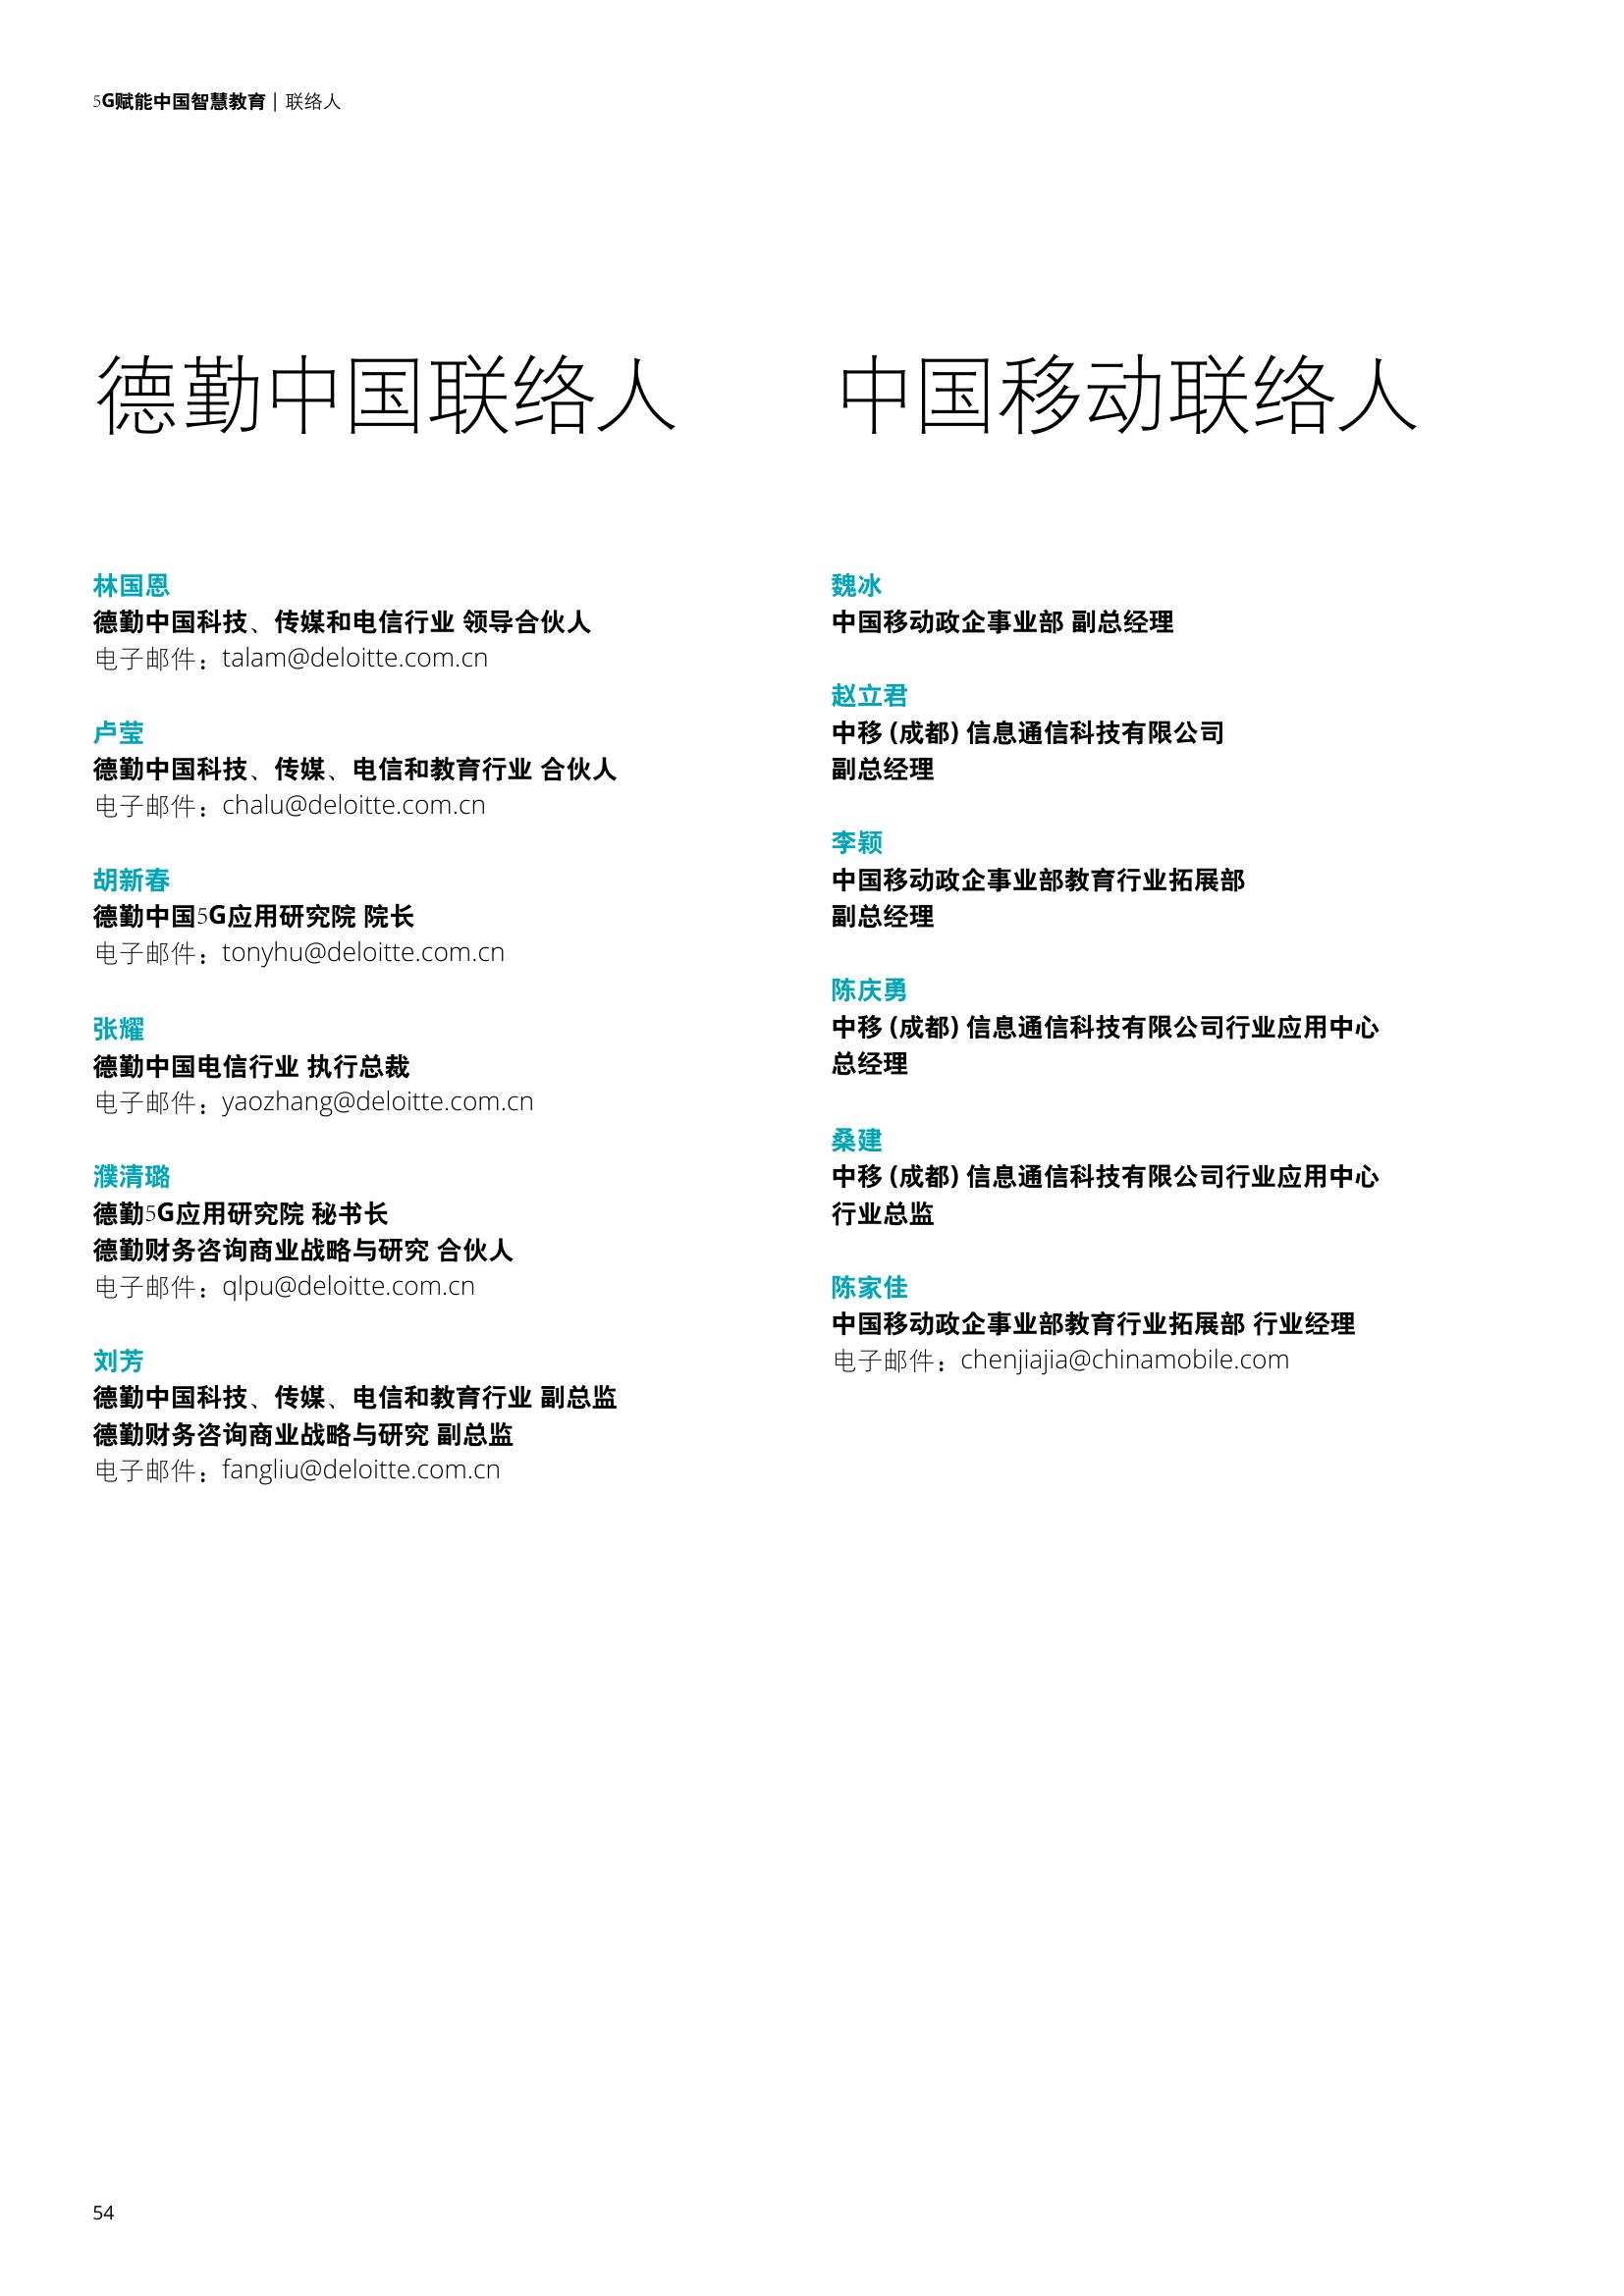 5G赋能中国智慧教育 | 联络人
德勤中国联络人
林国恩
德勤中国科技、传媒和电信行业 领导合伙人
电子邮件：talam@deloitte.com.cn
卢莹
德勤中国科技、传媒、电信和教育行业 合伙人
电子邮件：chalu@deloitte.com.cn
胡新春
德勤中国5G应用研究院 院长
电子邮件：tonyhu@deloitte.com.cn
张耀
德勤中国电信行业 执行总裁
电子邮件：yaozhang@deloitte.com.cn
濮清璐
德勤5G应用研究院 秘书长
德勤财务咨询商业战略与研究 合伙人
电子邮件：qlpu@deloitte.com.cn
刘芳
德勤中国科技、传媒、电信和教育行业 副总监
德勤财务咨询商业战略与研究 副总监
电子邮件：fangliu@deloitte.com.cn
中国移动联络人
魏冰
中国移动政企事业部 副总经理
赵立君
中移（成都）信息通信科技有限公司
副总经理
李颖
中国移动政企事业部教育行业拓展部
副总经理
陈庆勇
中移（成都）信息通信科技有限公司行业应用中心
总经理
桑建
中移（成都）信息通信科技有限公司行业应用中心
行业总监
陈家佳
中国移动政企事业部教育行业拓展部 行业经理
电子邮件：chenjiajia@chinamobile.com
54